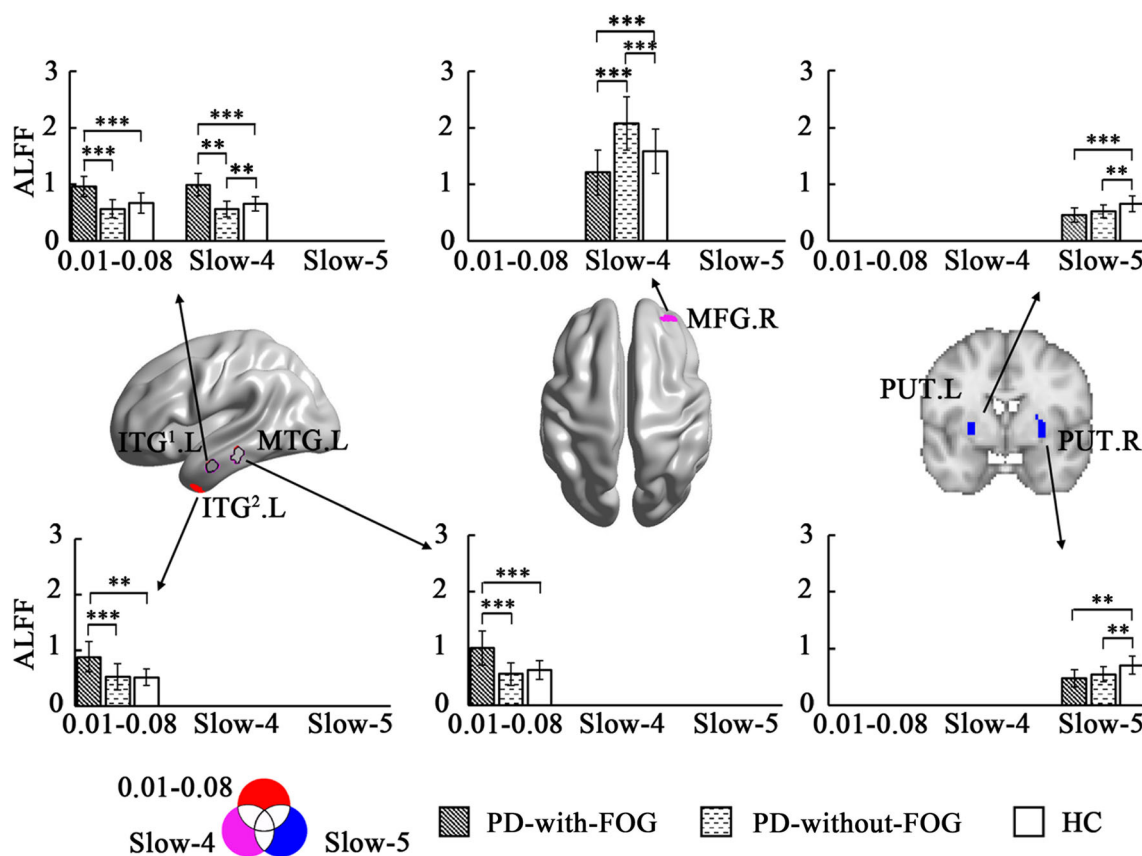 ***
***
***
3
3
3
2
2
2
1
1
1
0
0
0
ALFF
***
***
***
**
**
***
**
0.01-0.08 Slow-4 Slow-5
0.01-0.08 Slow-4 Slow-5
0.01-0.08 Slow-4 Slow-5
ITG¹.L
MTG.L
ITG².L
MFG.R
PUT.L
PUT.R
3
3
3
2
2
2
1
1
1
0
0
0
ALFF
**
***
***
***
**
**
0.01-0.08 Slow-4 Slow-5
0.01-0.08 Slow-4 Slow-5
0.01-0.08 Slow-4 Slow-5
0.01-0.08
Slow-4 Slow-5
PD-with-FOG PD-without-FOG HC